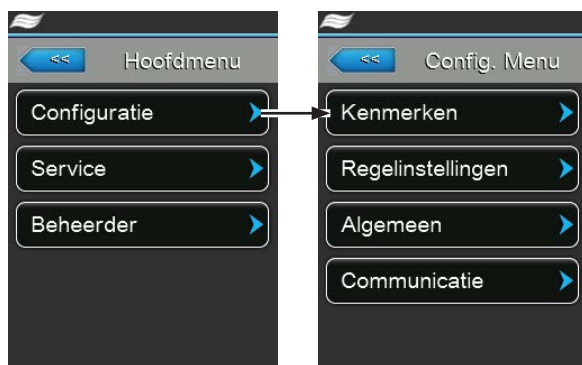 << Hoofdmenu
Configuratie
Service
Beheerder
<< Config. Menu
Kenmerken
Regelinstellingen
Algemeen
Communicatie